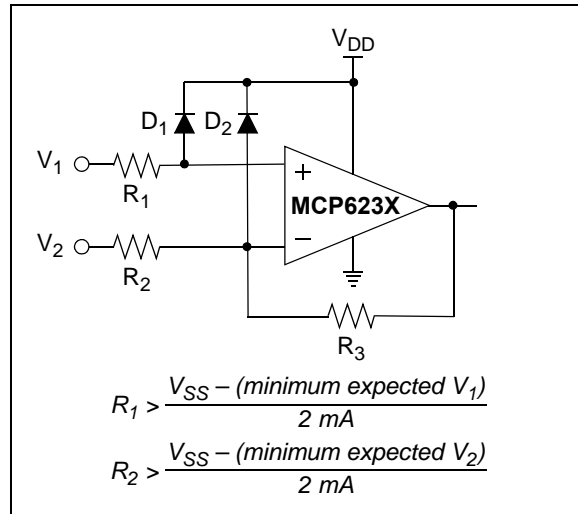 V_DD
D_1 D_2
V_1
R_1
+
MCP623X
V_2
–
R_2
R_3
R_1 > V_SS – (minimum expected V_1) / 2 mA
R_2 > V_SS – (minimum expected V_2) / 2 mA